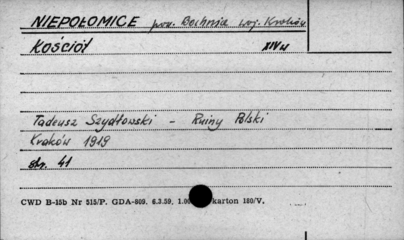 NIEPOŁOMICE pow. Bochnia woj. Kraków
Kościół XIV w
Tadeusz Szydłowski - Ruiny Polski
Kraków 1919
str. 41
CWD B-15b Nr 515/P. GDA-809. 6.3.59. karton 180/V.